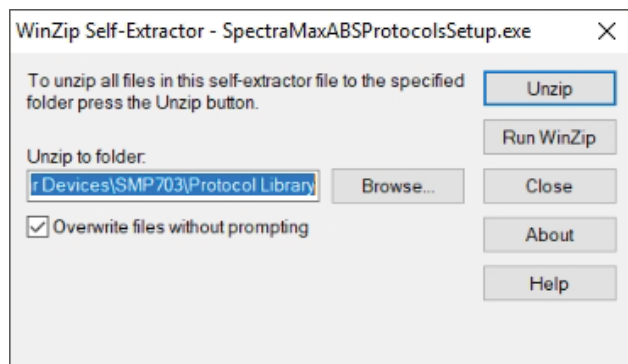 WinZip Self-Extractor - SpectraMaxABSProtocolsSetup.exe
To unzip all files in this self-extractor file to the specified
folder press the Unzip button.
Unzip
Run WinZip
Unzip to folder:
r Devices\SMP703\Protocol Library
Browse...
Close
Overwrite files without prompting
About
Help